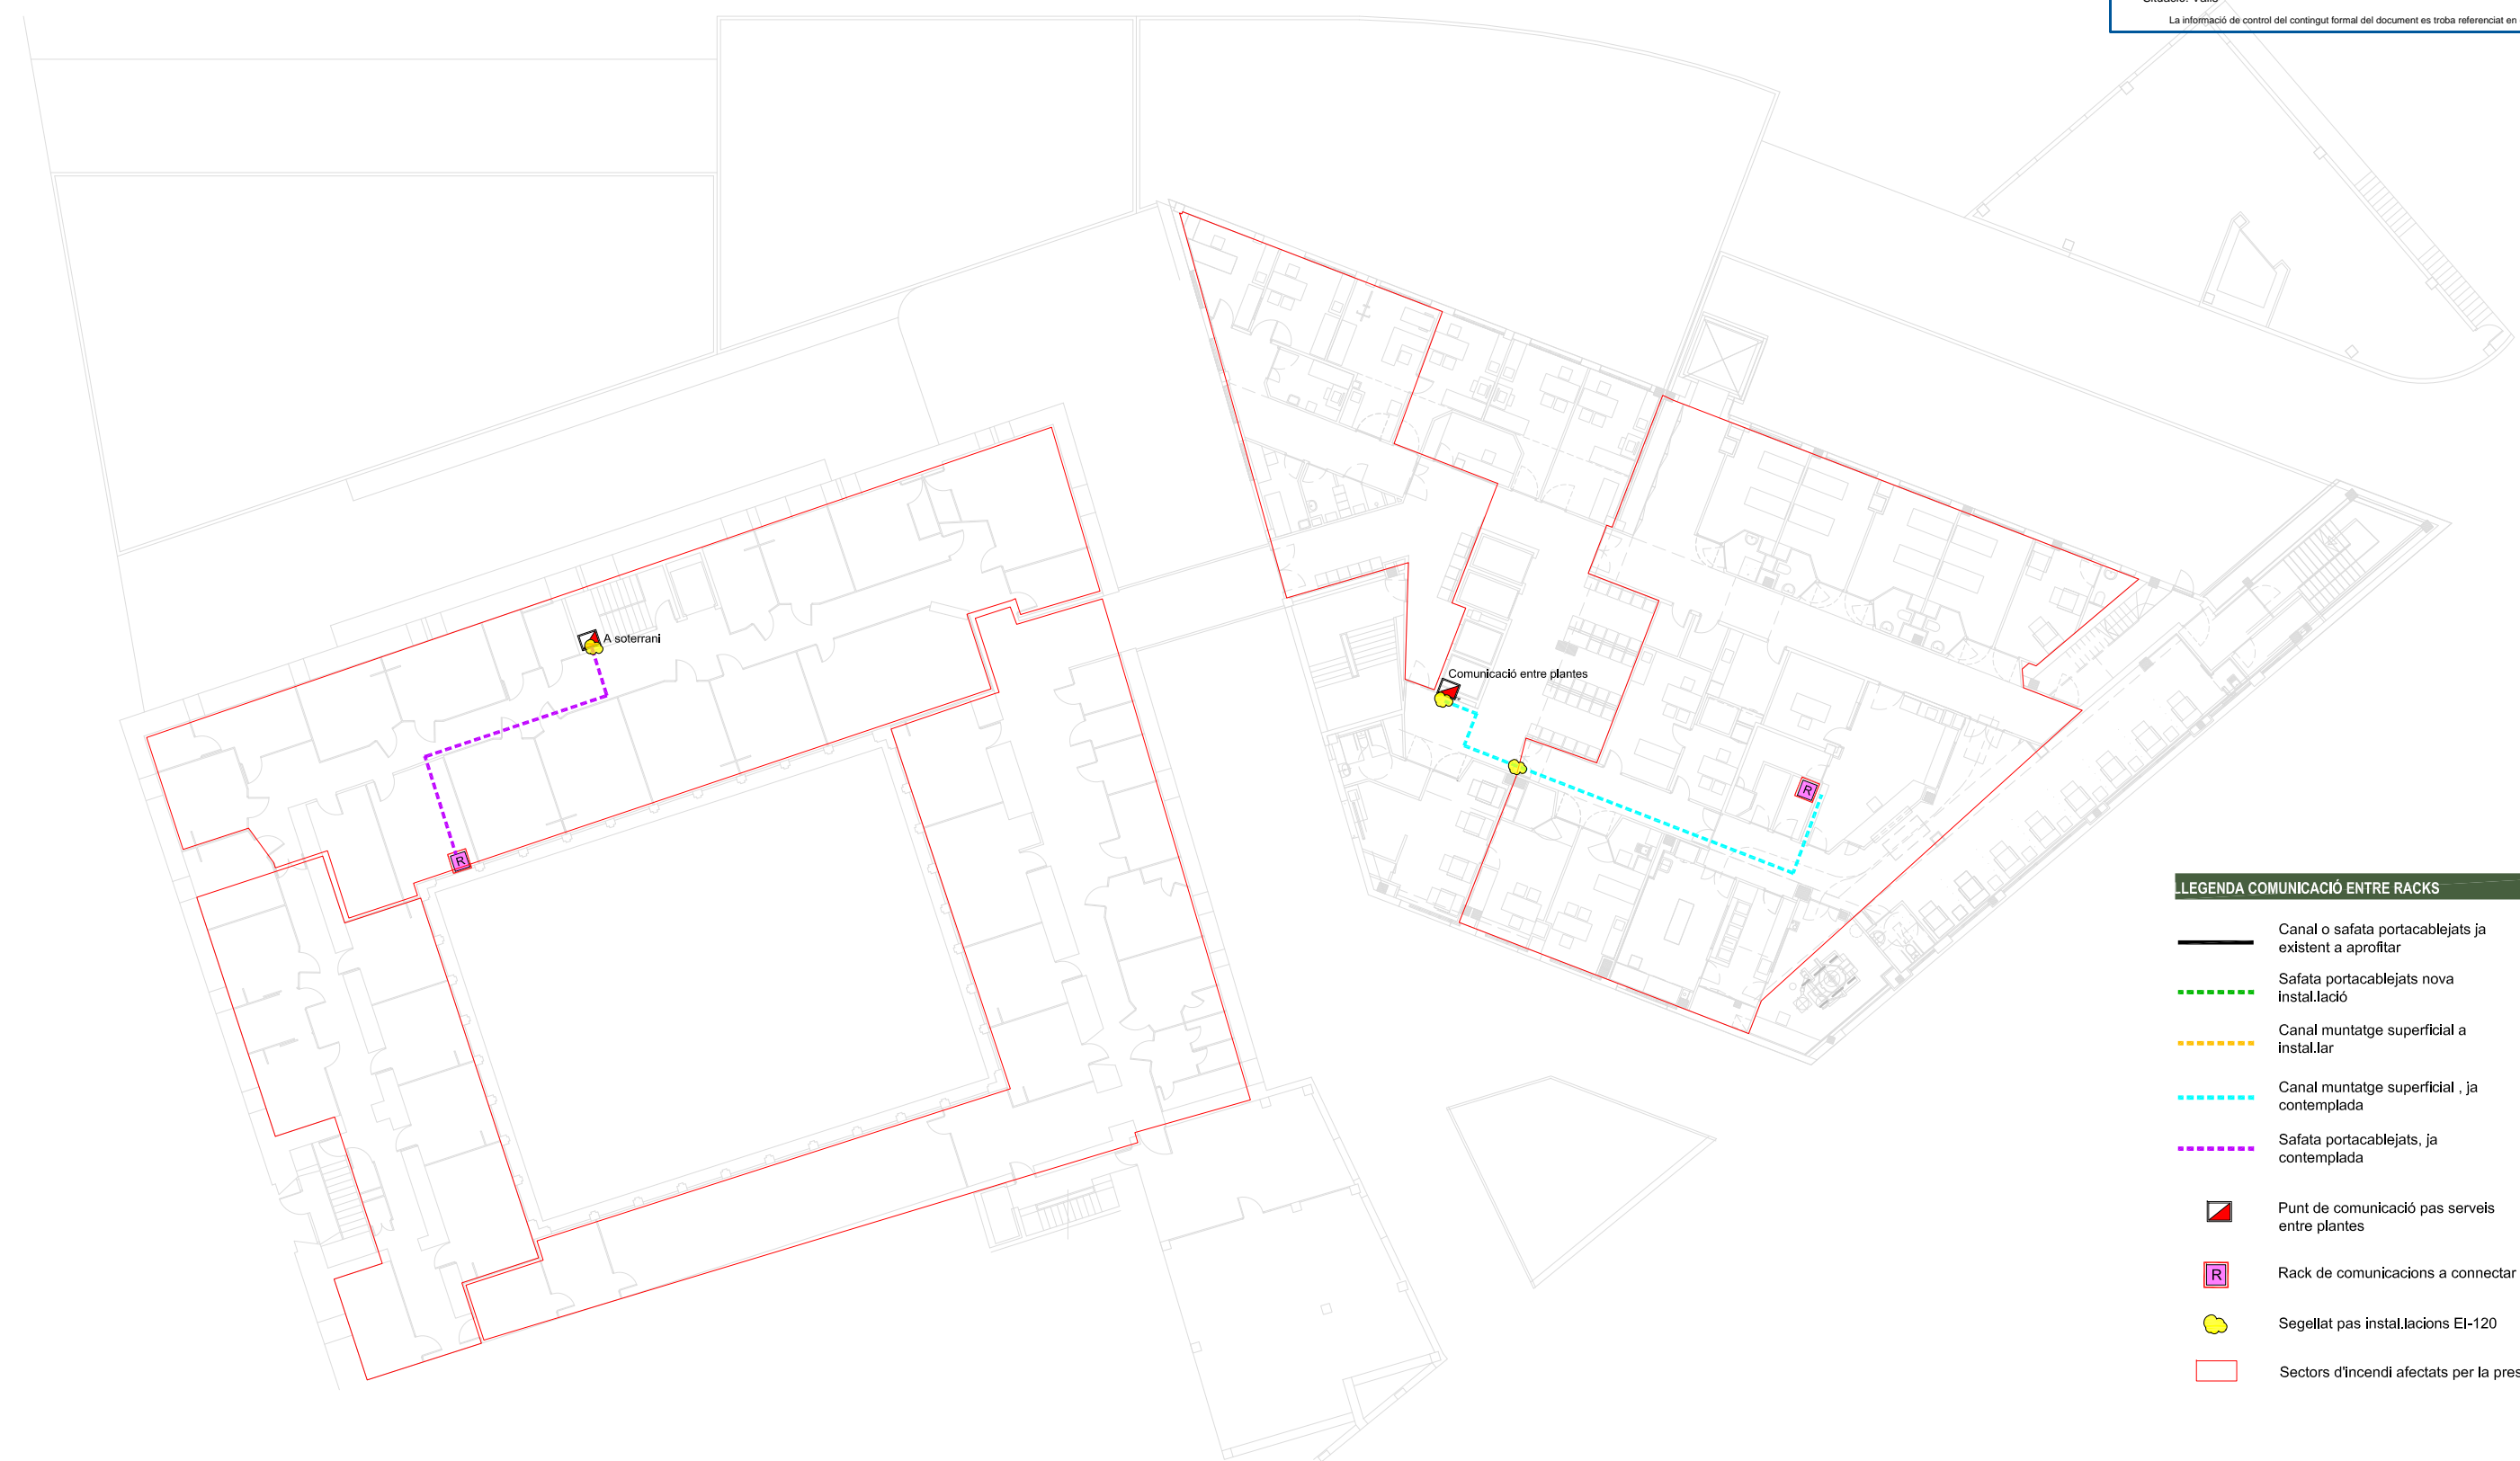 La informació de control del contingut formal del document es troba referenciat en
A soterrani
Comunicació entre plantes
R
R
LLEGENDA COMUNICACIÓ ENTRE RACKS
Canal o safata portacablejats ja
existent a aprofitar
Safata portacablejats nova
instal.lació
Canal muntatge superficial a
instal.lar
Canal muntatge superficial , ja
contemplada
Safata portacablejats, ja
contemplada
Punt de comunicació pas serveis
entre plantes
R
Rack de comunicacions a connectar
Segellat pas instal.lacions EI-120
Sectors d'incendi afectats per la pres